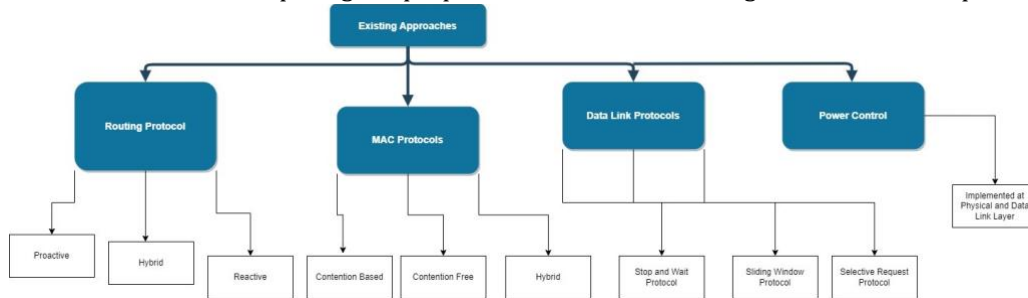 Existing Approaches
Routing Protocol
MAC Protocols
Data Link Protocols
Power Control
Implemented at
Physical and Data
Link Layer
Proactive
Hybrid
Reactive
Contention Based
Contention Free
Hybrid
Stop and Wait
Protocol
Sliding Window
Protocol
Selective Request
Protocol